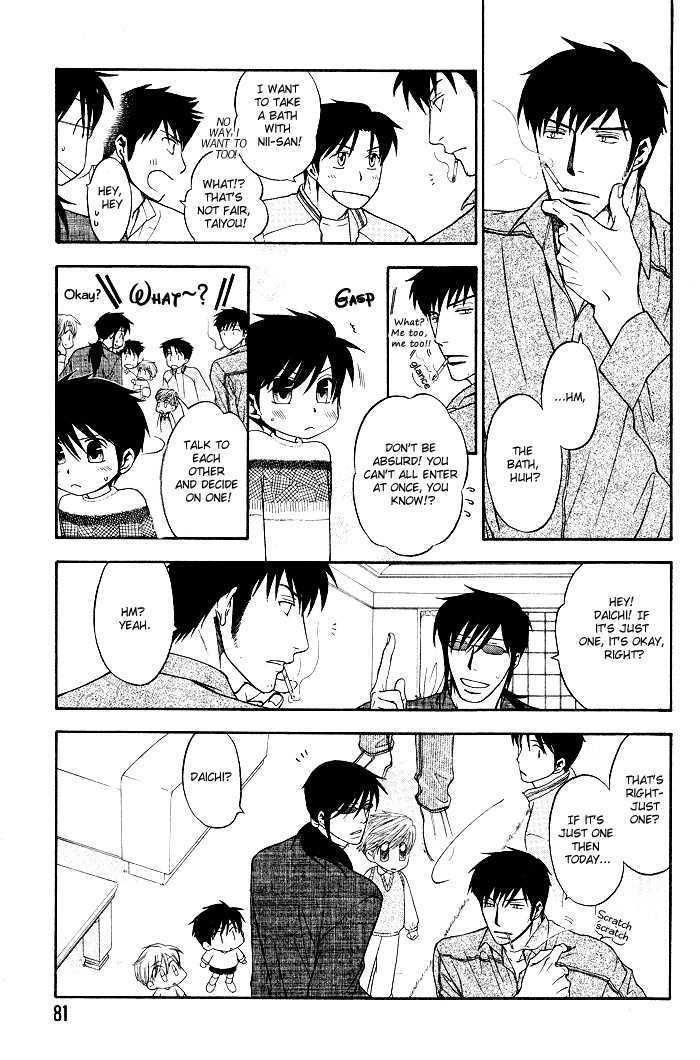 ...HM,
THE
BATH,
HUH?
I WANT
TO TAKE
A BATH
WITH
NII-SAN!
NO
WAY, I
WANT TO
TOO!
WHAT!?
THAT'S
NOT FAIR,
TAIYOU!
HEY,
HEY
What?
Me too,
me too!!
glance
DON'T BE
ABSURD! YOU
CAN'T ALL ENTER
AT ONCE, YOU
KNOW!?
GASP
WHAT~?
Okay?
TALK TO
EACH
OTHER
AND DECIDE
ON ONE!
HEY!
DAICHI! IF
IT'S JUST
ONE, IT'S OKAY,
RIGHT?
HM?
YEAH.
THAT'S
RIGHT-
JUST
ONE?
IF IT'S
JUST ONE
THEN
TODAY...
Scratch
scratch
DAICHI?
81